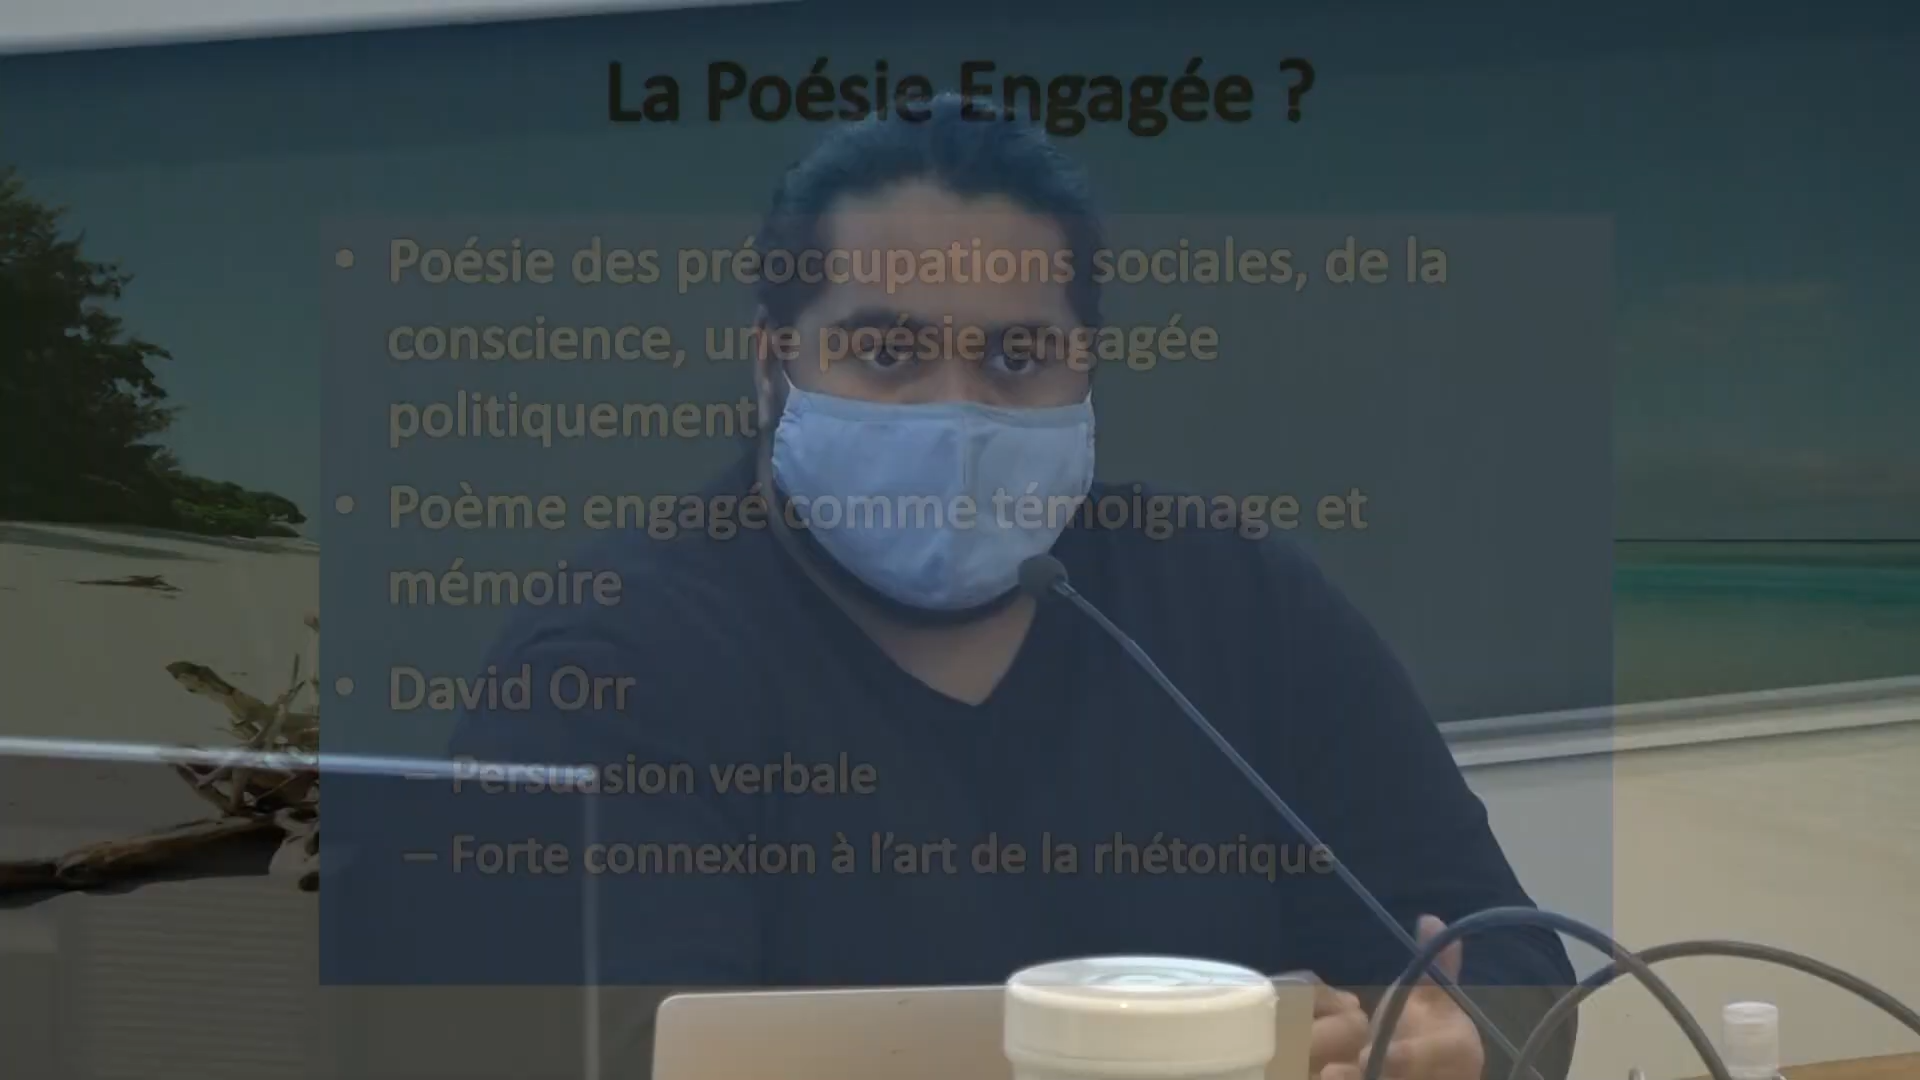 La Poésie Engagée ?
• Poésie des préoccupations sociales, de la
conscience, une poésie engagée
politiquement
• Poème engagé comme témoignage et
mémoire
• David Orr
– Persuasion verbale
– Forte connexion à l'art de la rhétorique